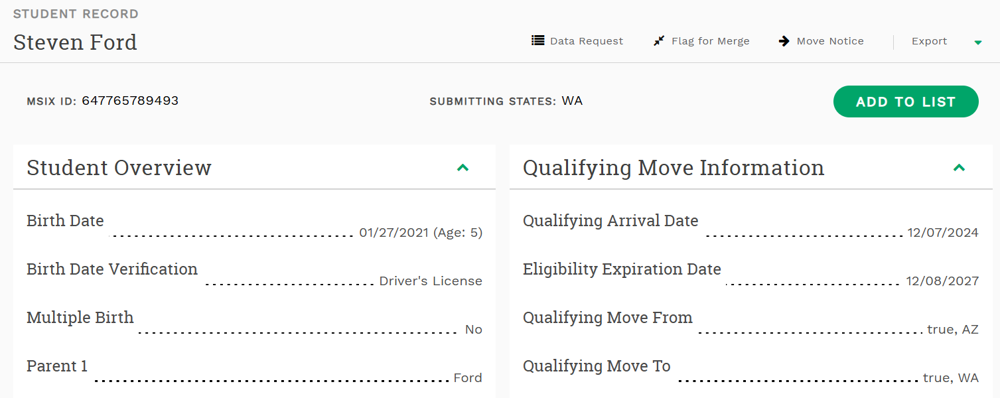 STUDENT RECORD
Steven Ford
Data Request
Flag for Merge
Move Notice
Export
MSIX ID: 647765789493
SUBMITTING STATES: WA
ADD TO LIST
Student Overview
Birth Date 01/27/2021 (Age: 5)
Birth Date Verification Driver's License
Multiple Birth No
Parent 1 Ford
Qualifying Move Information
Qualifying Arrival Date 12/07/2024
Eligibility Expiration Date 12/08/2027
Qualifying Move From true, AZ
Qualifying Move To true, WA